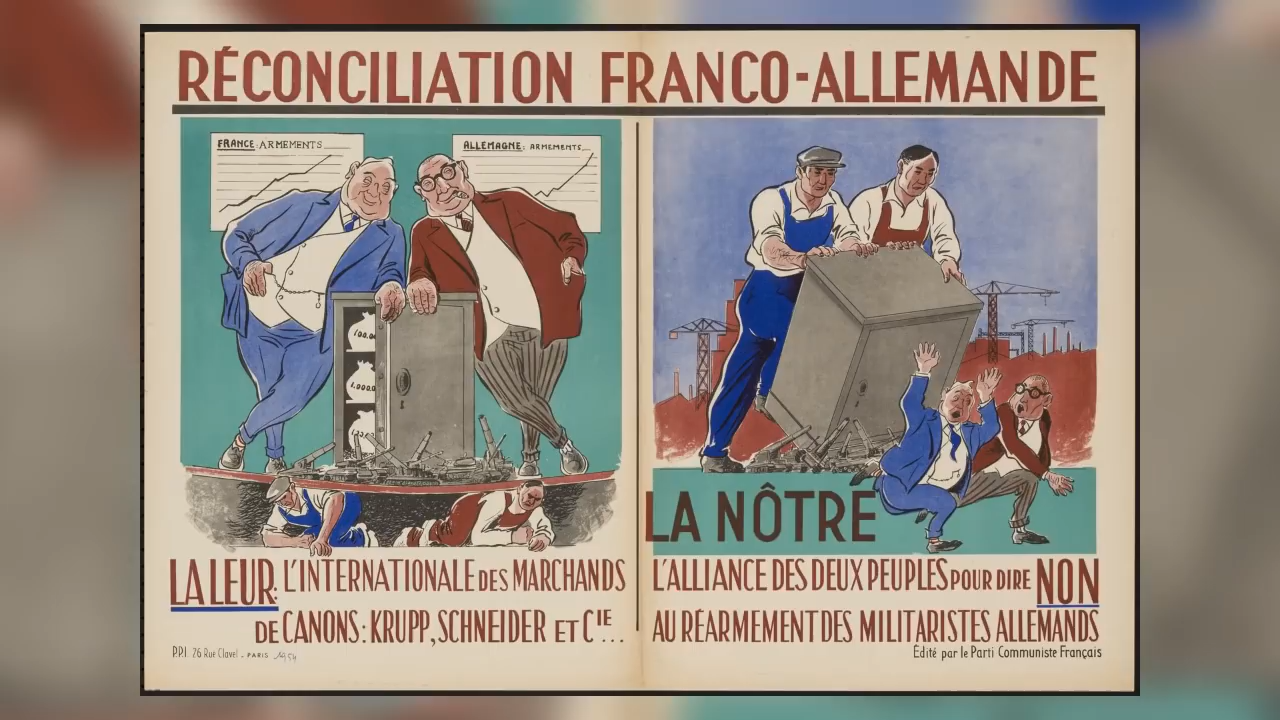 RÉCONCILIATION FRANCO-ALLEMANDE
FRANCE: ARMEMENTS
ALLEMAGNE: ARMEMENTS
LA NÔTRE
LA LEUR: L'INTERNATIONALE DES MARCHANDS
DE CANONS: KRUPP, SCHNEIDER ET CIE...
L'ALLIANCE DES DEUX PEUPLES POUR DIRE NON
AU RÉARMEMENT DES MILITARISTES ALLEMANDS
P.P.I. 26 Rue Clavel - PARIS 1954
Édité par le Parti Communiste Français